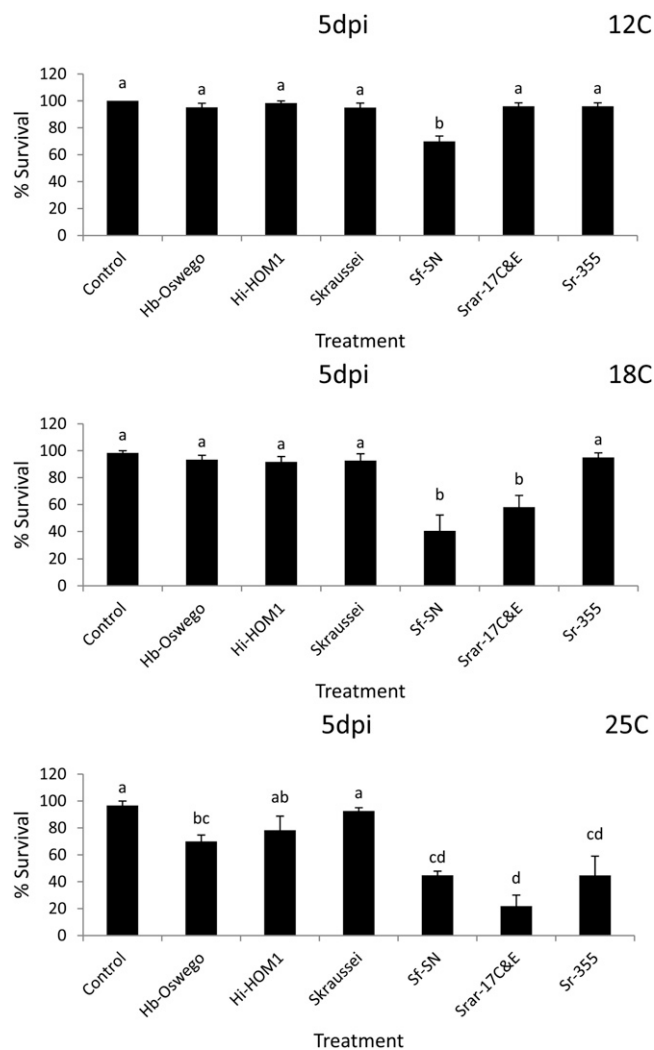 5dpi 12C
120
100
80
60
40
20
0
% Survival
a a a a b a a
Control Hb-Oswego Hi-HOM1 Skraussei Sf-SN Srar-17C&E Sr-355
Treatment
5dpi 18C
120
100
80
60
40
20
0
% Survival
a a a a b b a
Control Hb-Oswego Hi-HOM1 Skraussei Sf-SN Srar-17C&E Sr-355
Treatment
5dpi 25C
120
100
80
60
40
20
0
% Survival
a bc ab a cd d cd
Control Hb-Oswego Hi-HOM1 Skraussei Sf-SN Srar-17C&E Sr-355
Treatment